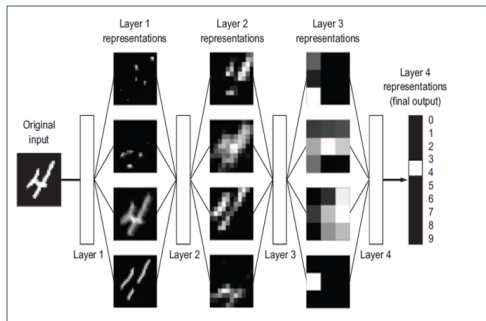 Layer 1
representations
Layer 2
representations
Layer 3
representations
Layer 4
representations
(final output)
Original
input
0
1
2
3
4
5
6
7
8
9
Layer 1
Layer 2
Layer 3
Layer 4